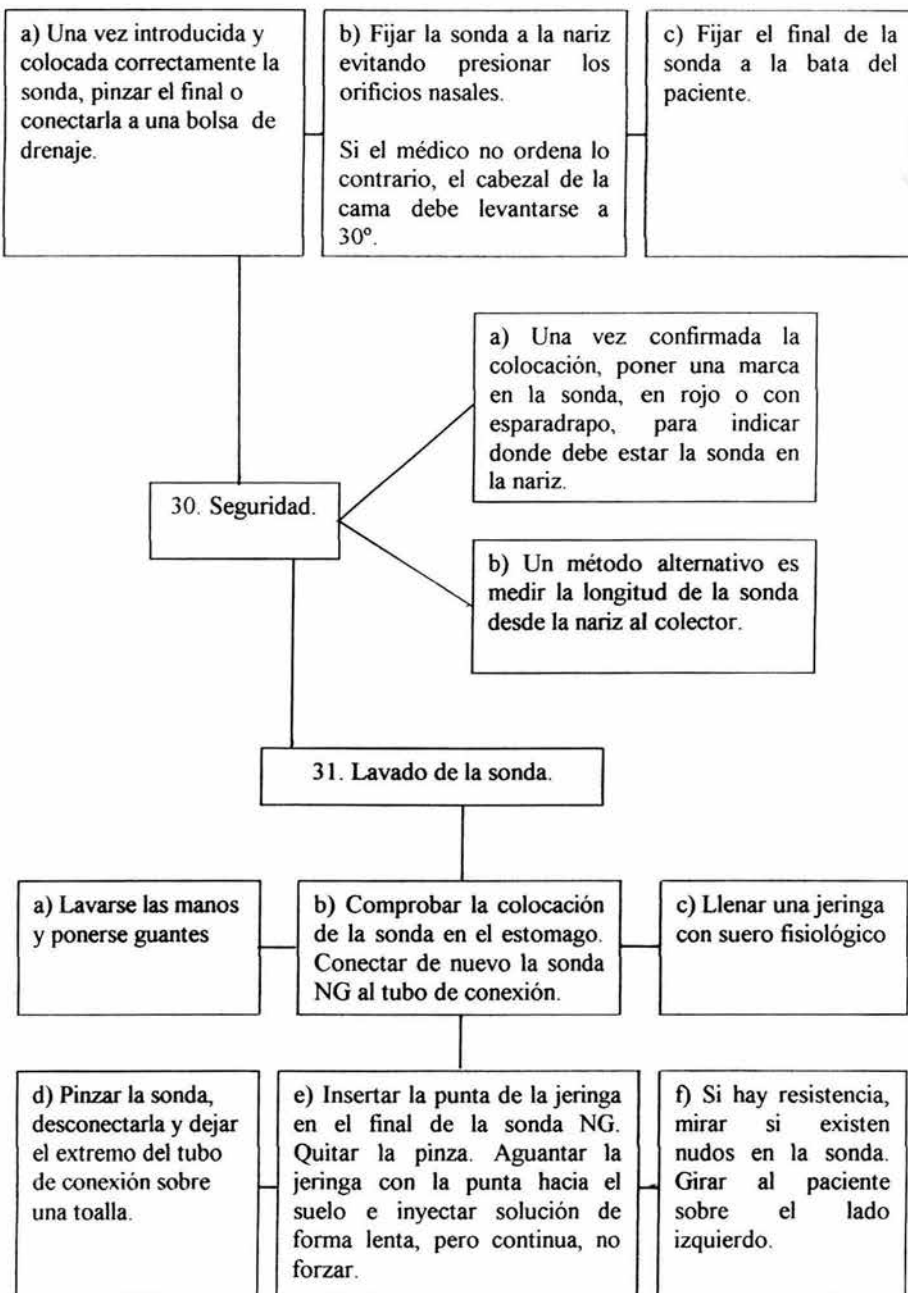 a) Una vez introducida y
colocada correctamente la
sonda, pinzar el final o
conectarla a una bolsa de
drenaje.
b) Fijar la sonda a la nariz
evitando presionar los
orificios nasales.
Si el médico no ordena lo
contrario, el cabezal de la
cama debe levantarse a
30º.
c) Fijar el final de la
sonda a la bata del
paciente.
a) Una vez confirmada la
colocación, poner una marca
en la sonda, en rojo o con
esparadrapo, para indicar
donde debe estar la sonda en
la nariz.
30. Seguridad.
b) Un método alternativo es
medir la longitud de la sonda
desde la nariz al colector.
31. Lavado de la sonda.
a) Lavarse las manos
y ponerse guantes
b) Comprobar la colocación
de la sonda en el estomago.
Conectar de nuevo la sonda
NG al tubo de conexión.
c) Llenar una jeringa
con suero fisiológico
d) Pinzar la sonda,
desconectarla y dejar
el extremo del tubo
de conexión sobre
una toalla.
e) Insertar la punta de la jeringa
en el final de la sonda NG.
Quitar la pinza. Aguantar la
jeringa con la punta hacia el
suelo e inyectar solución de
forma lenta, pero continua, no
forzar.
f) Si hay resistencia,
mirar si existen
nudos en la sonda.
Girar al paciente
sobre el lado
izquierdo.